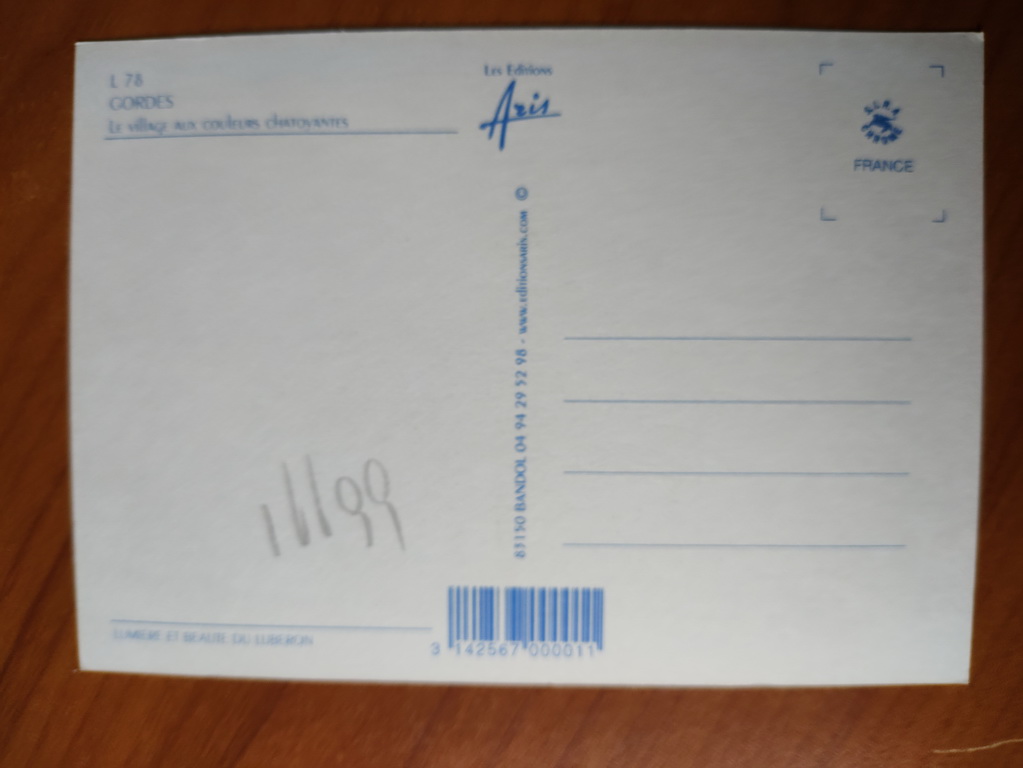 L 78
GORDES
Le village aux couleurs chatoyantes
Les Editions
Aris
FRANCE
83150 BANDOL 04 94 29 52 98 - www.editionsaris.com ©
LUMIERE ET BEAUTE DU LUBERON
3 142567 000011